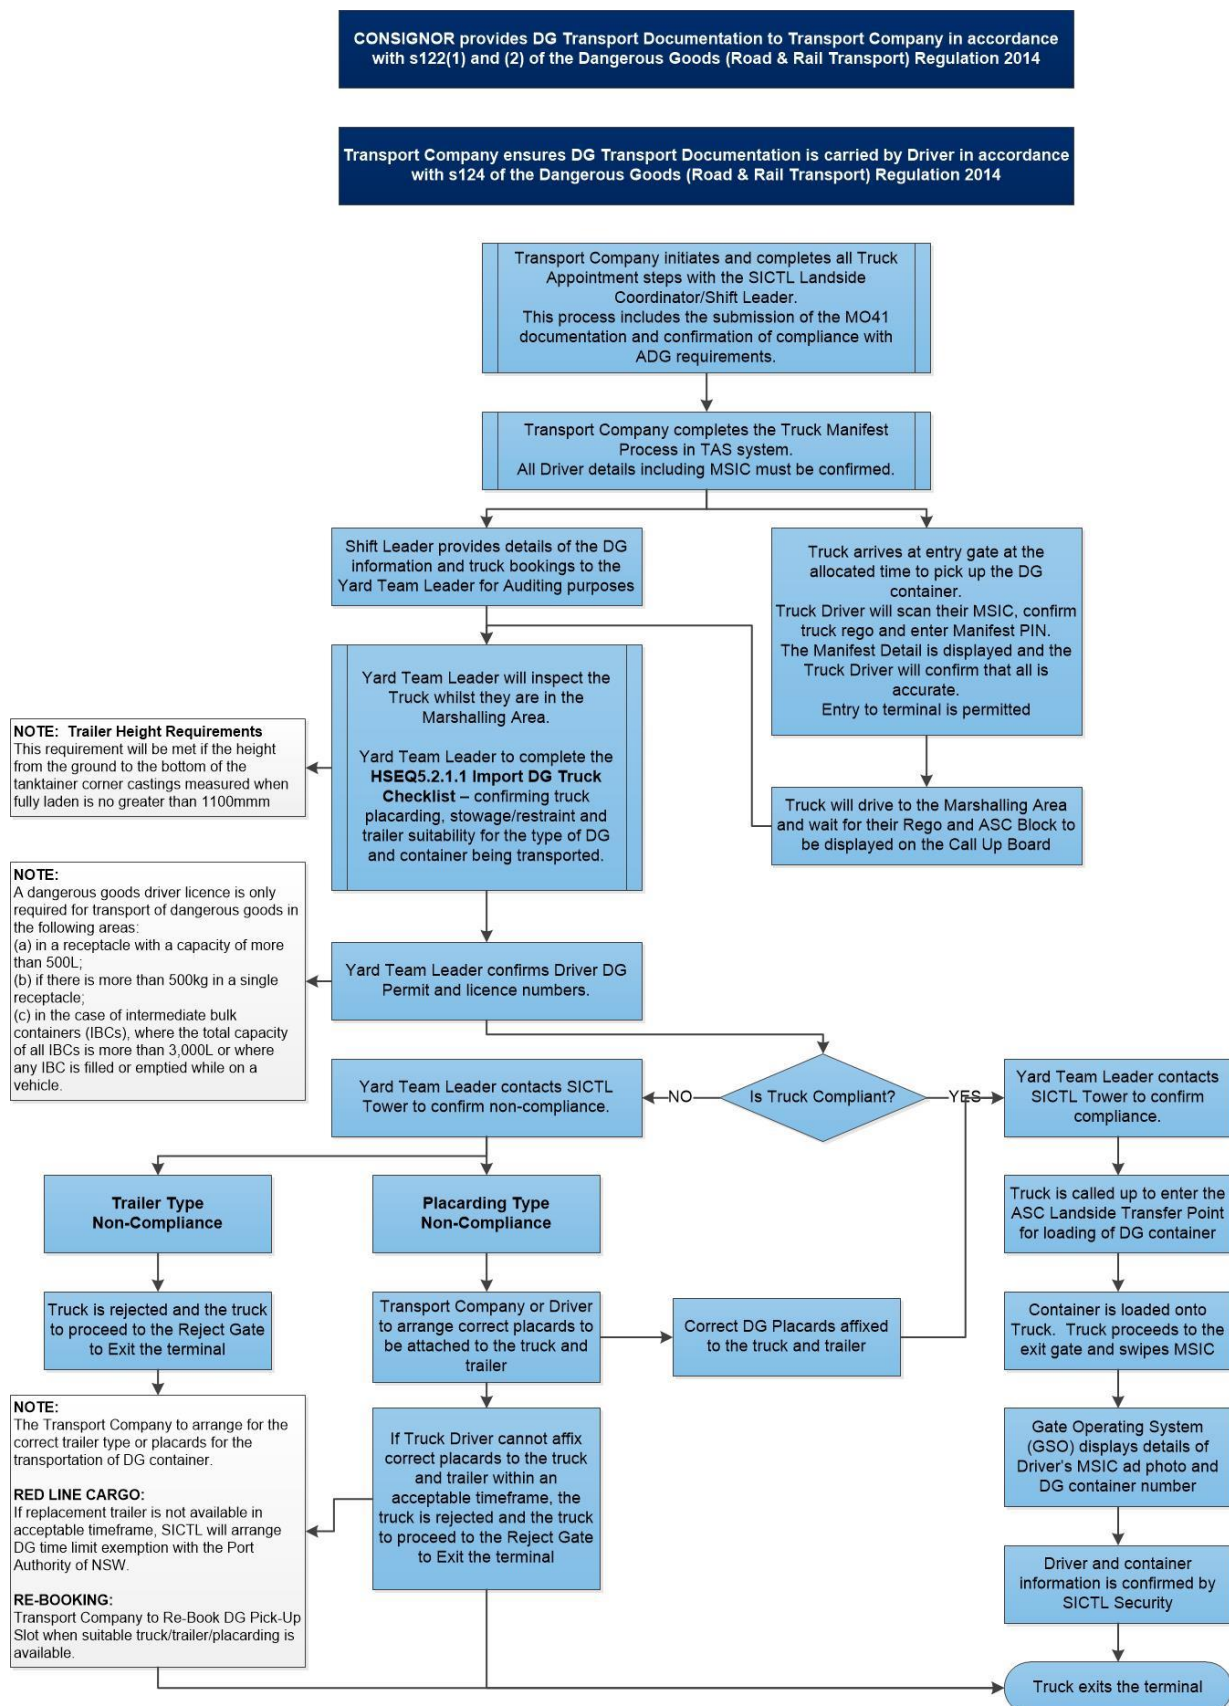 CONSIGNOR provides DG Transport Documentation to Transport Company in accordance
with s122(1) and (2) of the Dangerous Goods (Road & Rail Transport) Regulation 2014
Transport Company ensures DG Transport Documentation is carried by Driver in accordance
with s124 of the Dangerous Goods (Road & Rail Transport) Regulation 2014
Transport Company initiates and completes all Truck
Appointment steps with the SICTL Landside
Coordinator/Shift Leader.
This process includes the submission of the MO41
documentation and confirmation of compliance with
ADG requirements.
Transport Company completes the Truck Manifest
Process in TAS system.
All Driver details including MSIC must be confirmed.
Shift Leader provides details of the DG
information and truck bookings to the
Yard Team Leader for Auditing purposes
Truck arrives at entry gate at the
allocated time to pick up the DG
container.
Truck Driver will scan their MSIC, confirm
truck rego and enter Manifest PIN.
The Manifest Detail is displayed and the
Truck Driver will confirm that all is
accurate.
Entry to terminal is permitted
Yard Team Leader will inspect the
Truck whilst they are in the
Marshalling Area.
Yard Team Leader to complete the
HSEQ5.2.1.1 Import DG Truck
Checklist – confirming truck
placarding, stowage/restraint and
trailer suitability for the type of DG
and container being transported.
NOTE: Trailer Height Requirements
This requirement will be met if the height
from the ground to the bottom of the
tanktainer corner castings measured when
fully laden is no greater than 1100mmm
Truck will drive to the Marshalling Area
and wait for their Rego and ASC Block to
be displayed on the Call Up Board
NOTE:
A dangerous goods driver licence is only
required for transport of dangerous goods in
the following areas:
(a) in a receptacle with a capacity of more
than 500L;
(b) if there is more than 500kg in a single
receptacle;
(c) in the case of intermediate bulk
containers (IBCs), where the total capacity
of all IBCs is more than 3,000L or where
any IBC is filled or emptied while on a
vehicle.
Yard Team Leader confirms Driver DG
Permit and licence numbers.
Yard Team Leader contacts SICTL
Tower to confirm non-compliance.
NO
Is Truck Compliant?
YES
Yard Team Leader contacts
SICTL Tower to confirm
compliance.
Trailer Type
Non-Compliance
Placarding Type
Non-Compliance
Truck is called up to enter the
ASC Landside Transfer Point
for loading of DG container
Truck is rejected and the truck
to proceed to the Reject Gate
to Exit the terminal
Transport Company or Driver
to arrange correct placards to
be attached to the truck and
trailer
Correct DG Placards affixed
to the truck and trailer
Container is loaded onto
Truck. Truck proceeds to the
exit gate and swipes MSIC
NOTE:
The Transport Company to arrange for the
correct trailer type or placards for the
transportation of DG container.
RED LINE CARGO:
If replacement trailer is not available in
acceptable timeframe, SICTL will arrange
DG time limit exemption with the Port
Authority of NSW.
RE-BOOKING:
Transport Company to Re-Book DG Pick-Up
Slot when suitable truck/trailer/placarding is
available.
If Truck Driver cannot affix
correct placards to the truck
and trailer within an
acceptable timeframe, the
truck is rejected and the truck
to proceed to the Reject Gate
to Exit the terminal
Gate Operating System
(GSO) displays details of
Driver's MSIC ad photo and
DG container number
Driver and container
information is confirmed by
SICTL Security
Truck exits the terminal